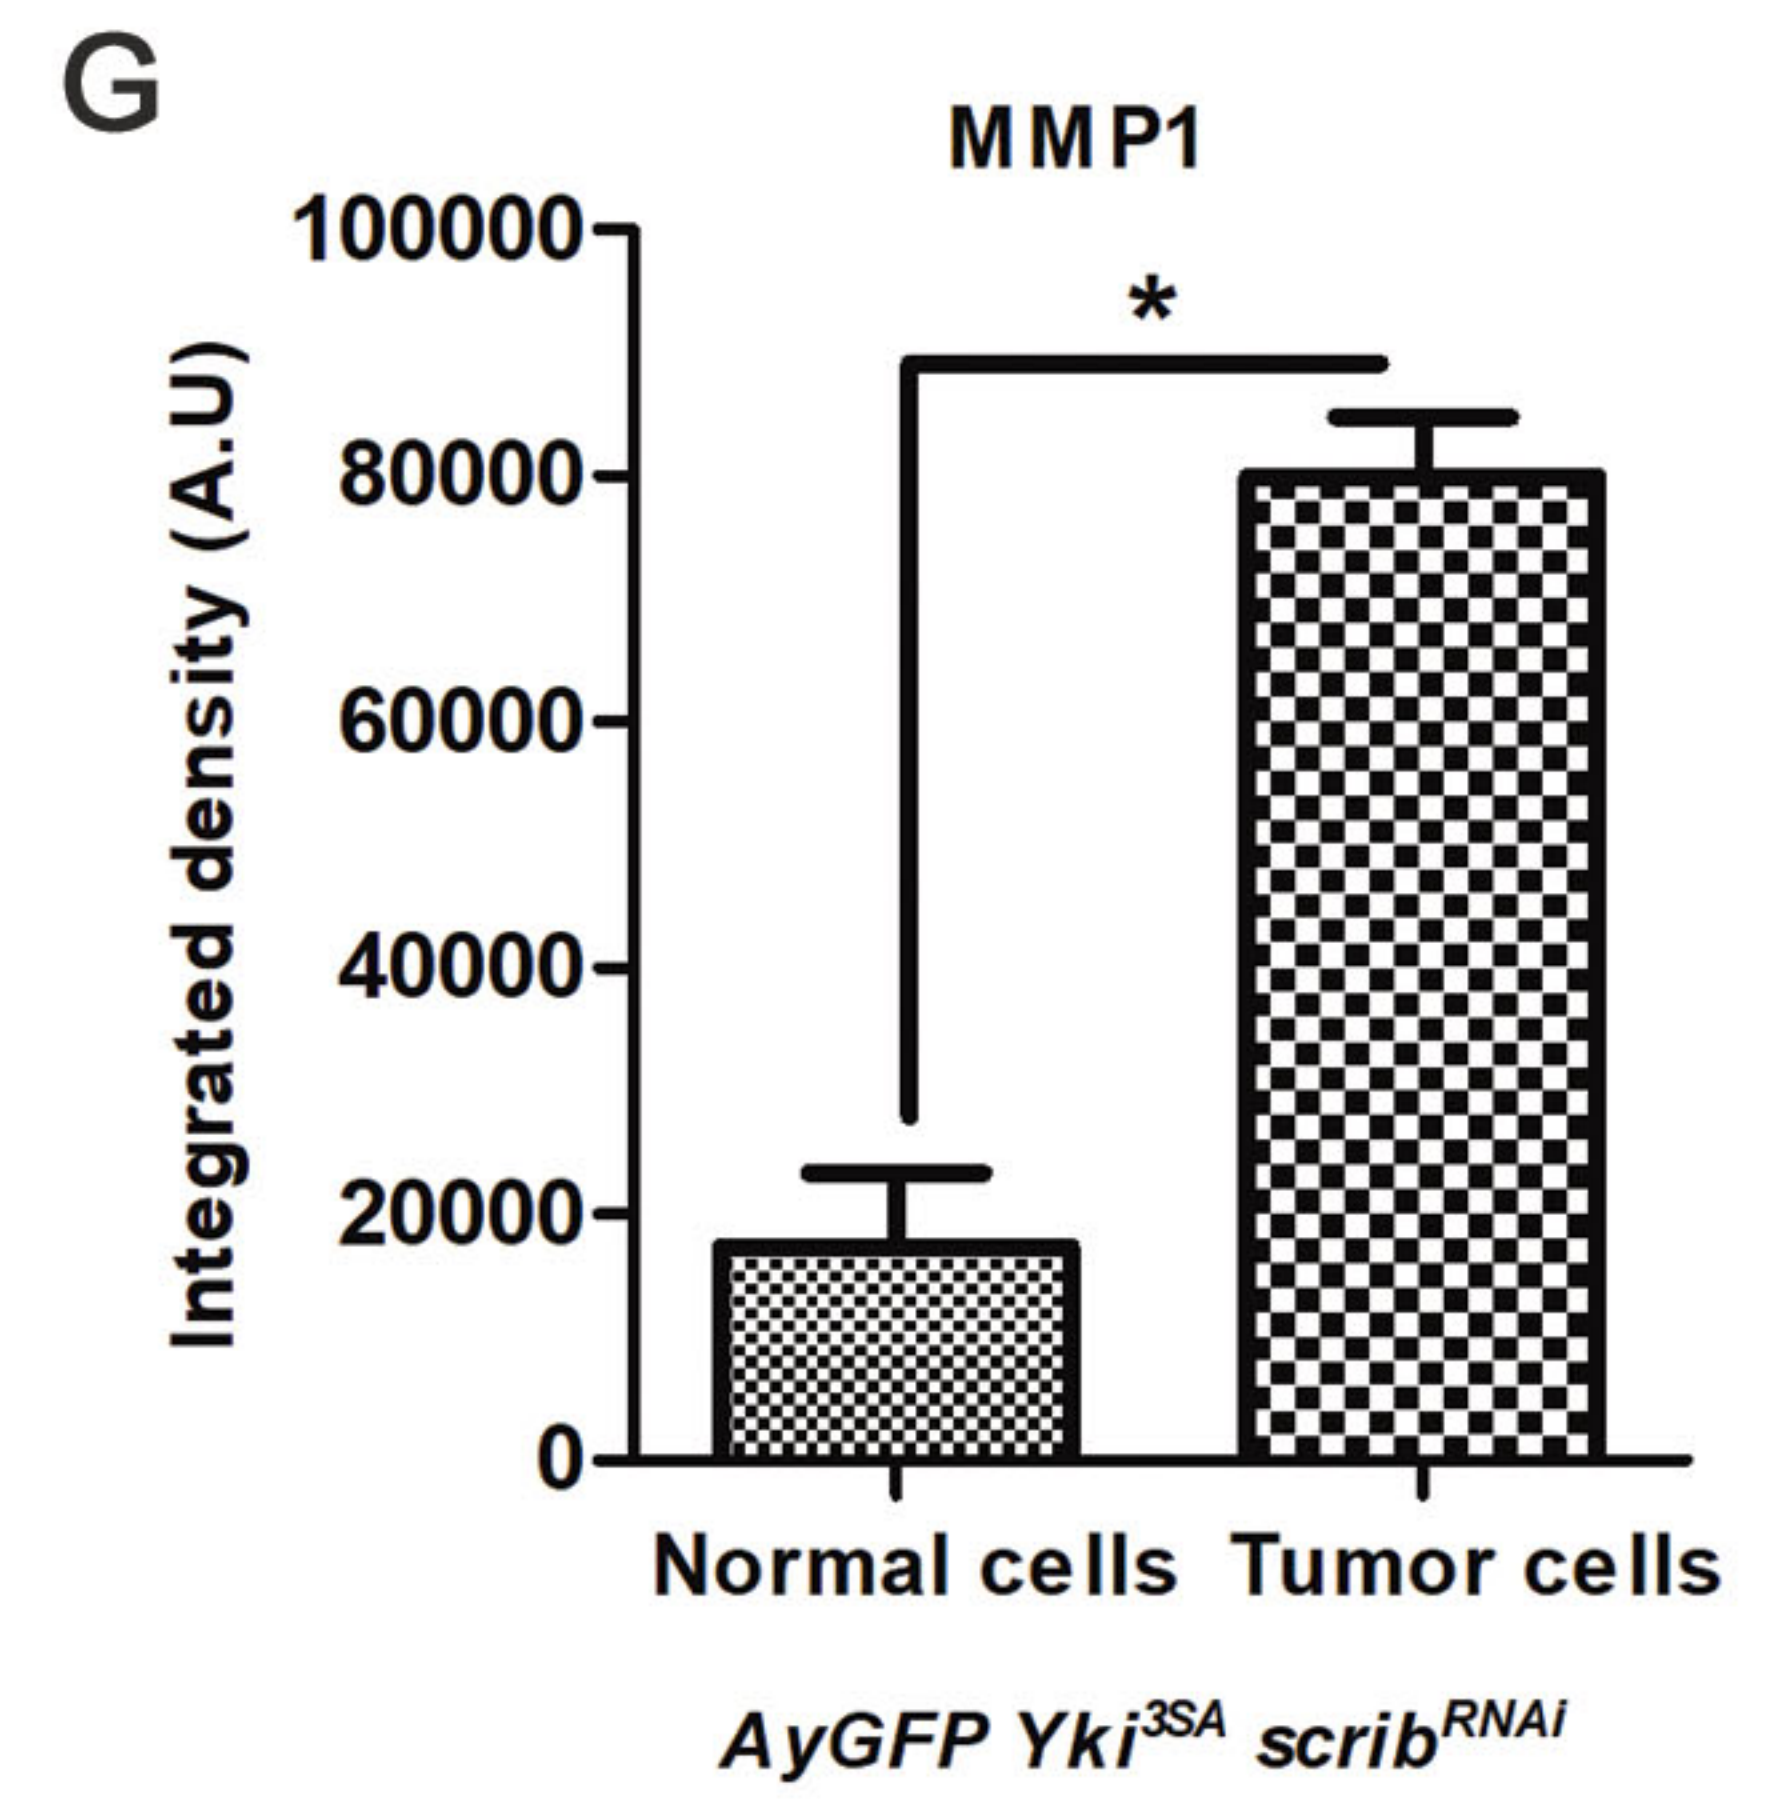 G
MMP1
Integrated density (A.U)
100000
80000
60000
40000
20000
0
*
Normal cells Tumor cells
AyGFP Yki3SA scribRNAi